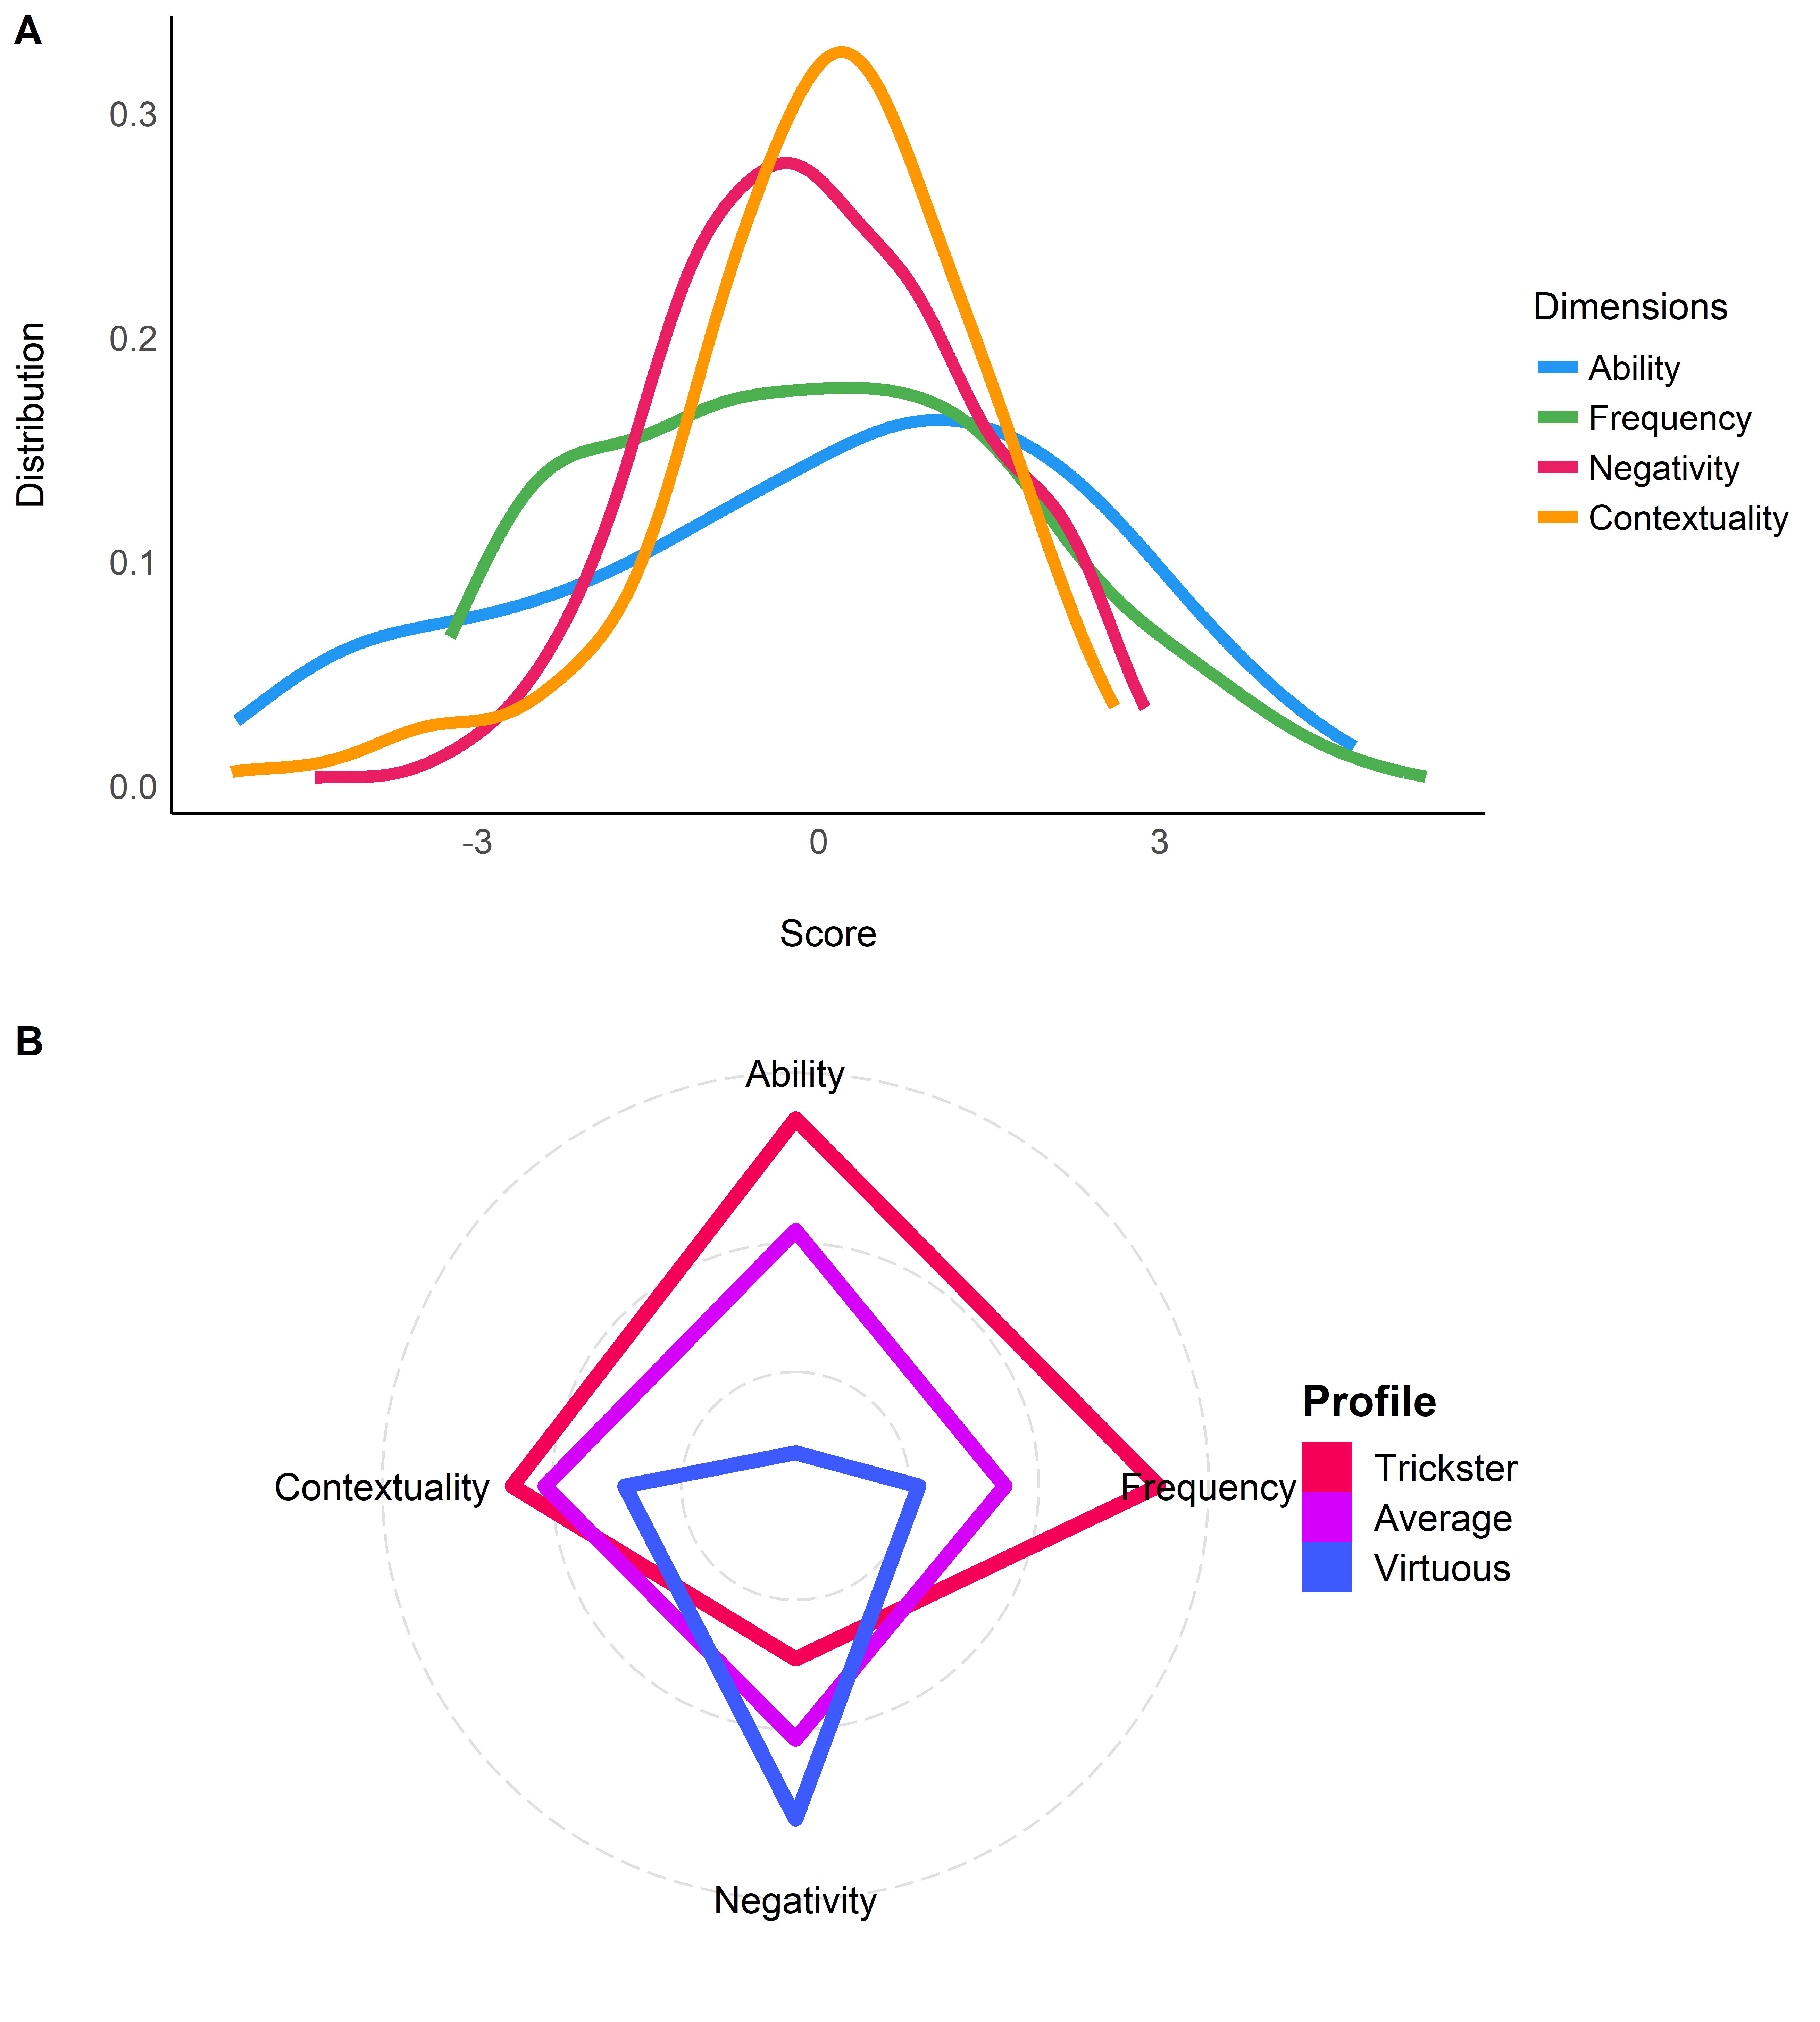 A
0.3
0.2
0.1
0.0
Distribution
-3 0 3
Score
Dimensions
Ability
Frequency
Negativity
Contextuality
B
Ability
Contextuality
Frequency
Negativity
Profile
Trickster
Average
Virtuous